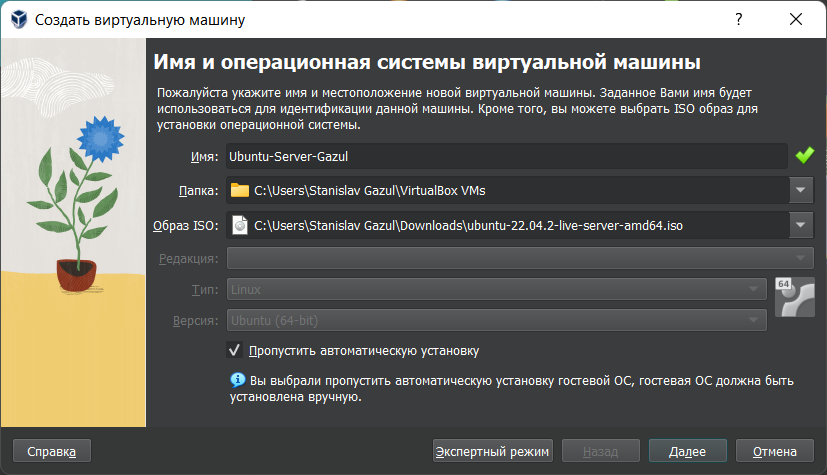 Создать виртуальную машину
?
Имя и операционная системы виртуальной машины
Пожалуйста укажите имя и местоположение новой виртуальной машины. Заданное Вами имя будет
использоваться для идентификации данной машины. Кроме того, вы можете выбрать ISO образ для
установки операционной системы.
Имя: Ubuntu-Server-Gazul
Папка: C:\Users\Stanislav Gazul\VirtualBox VMs
Образ ISO: C:\Users\Stanislav Gazul\Downloads\ubuntu-22.04.2-live-server-amd64.iso
Редакция:
Тип: Linux
64
Версия: Ubuntu (64-bit)
Пропустить автоматическую установку
Вы выбрали пропустить автоматическую установку гостевой ОС, гостевая ОС должна быть
установлена вручную.
Справка Экспертный режим Назад Далее Отмена